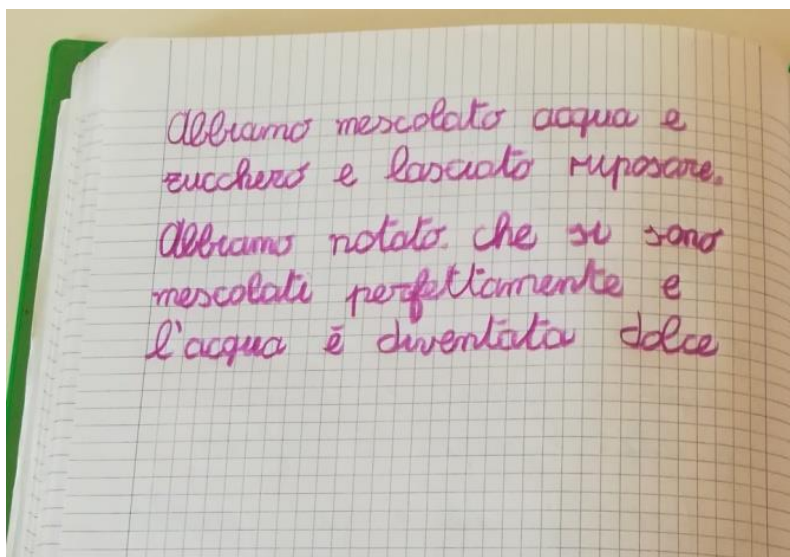 Abbiamo mescolato acqua e
zucchero e lasciato riposare.
Abbiamo notato che si sono
mescolati perfettamente e
l'acqua è diventata dolce